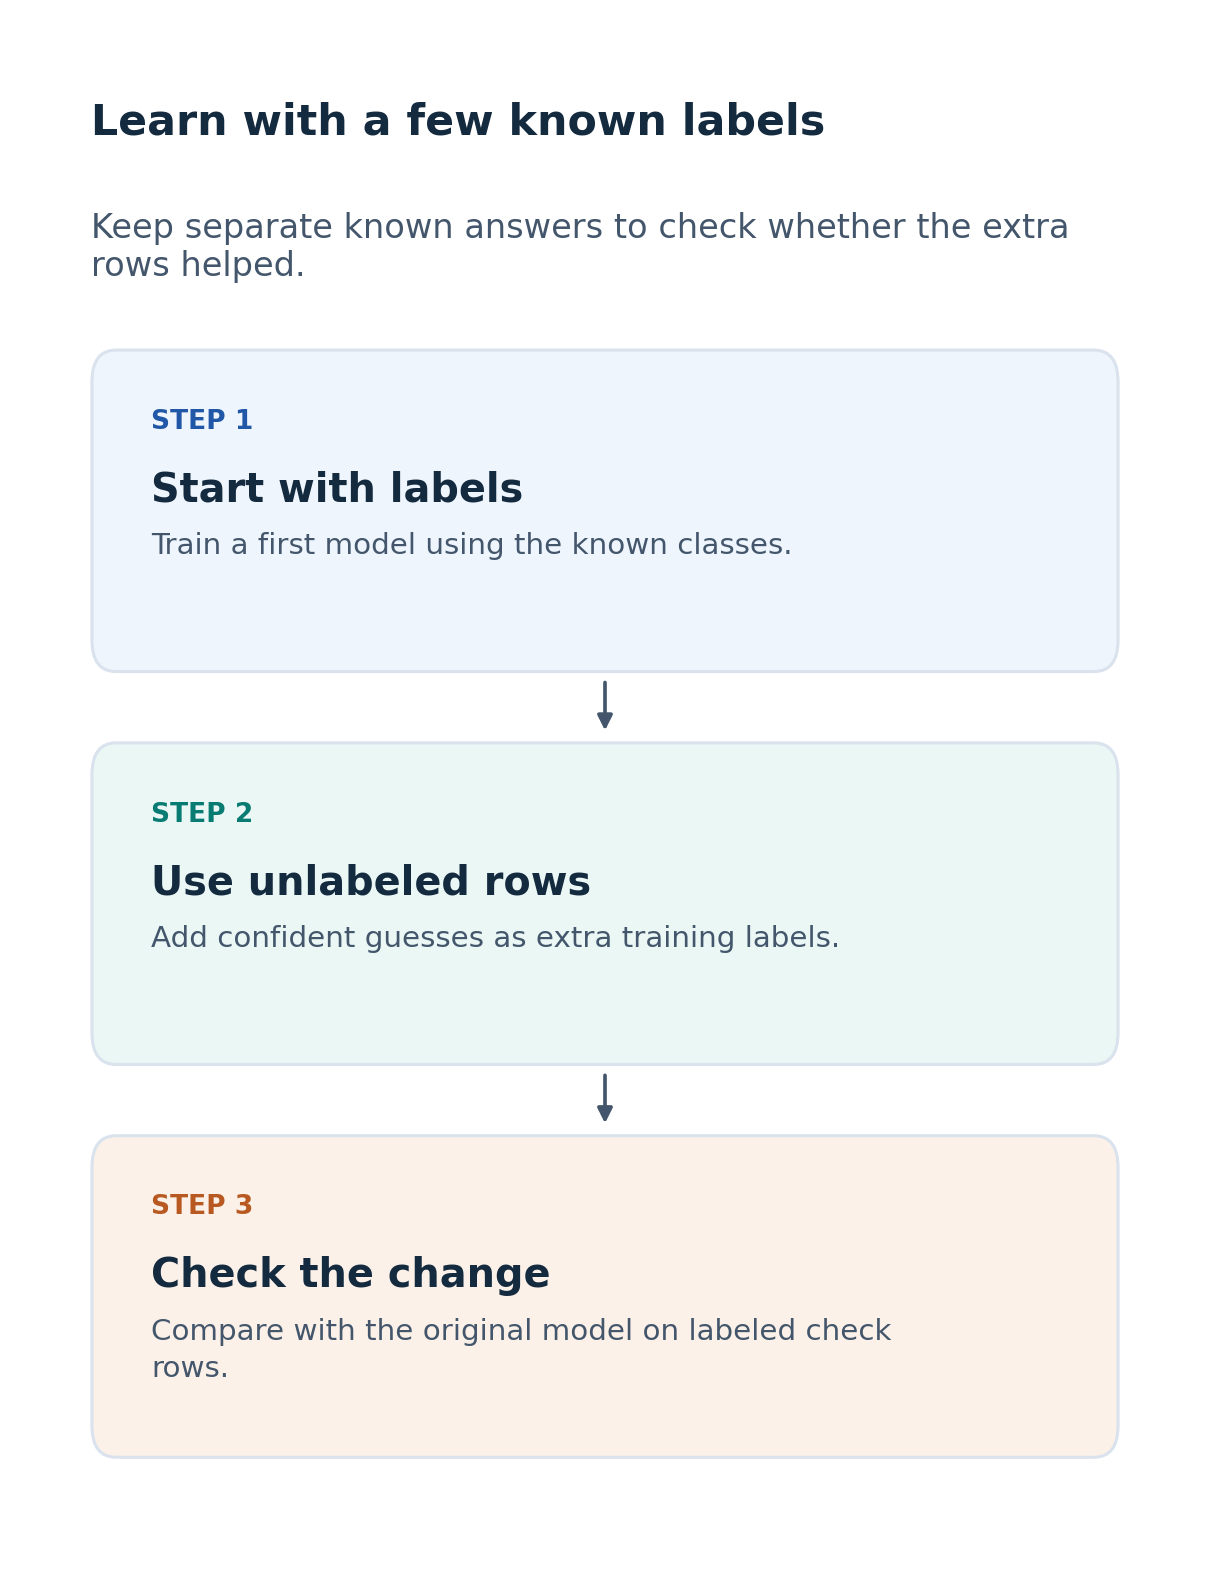 Learn with a few known labels
Keep separate known answers to check whether the extra
rows helped.
STEP 1
Start with labels
Train a first model using the known classes.
STEP 2
Use unlabeled rows
Add confident guesses as extra training labels.
STEP 3
Check the change
Compare with the original model on labeled check
rows.